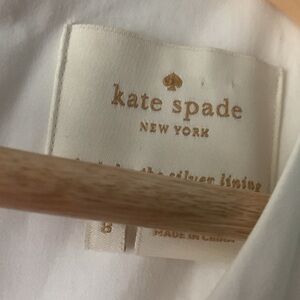 kate spade
NEW YORK
the silver lining
8
MADE IN CHINA